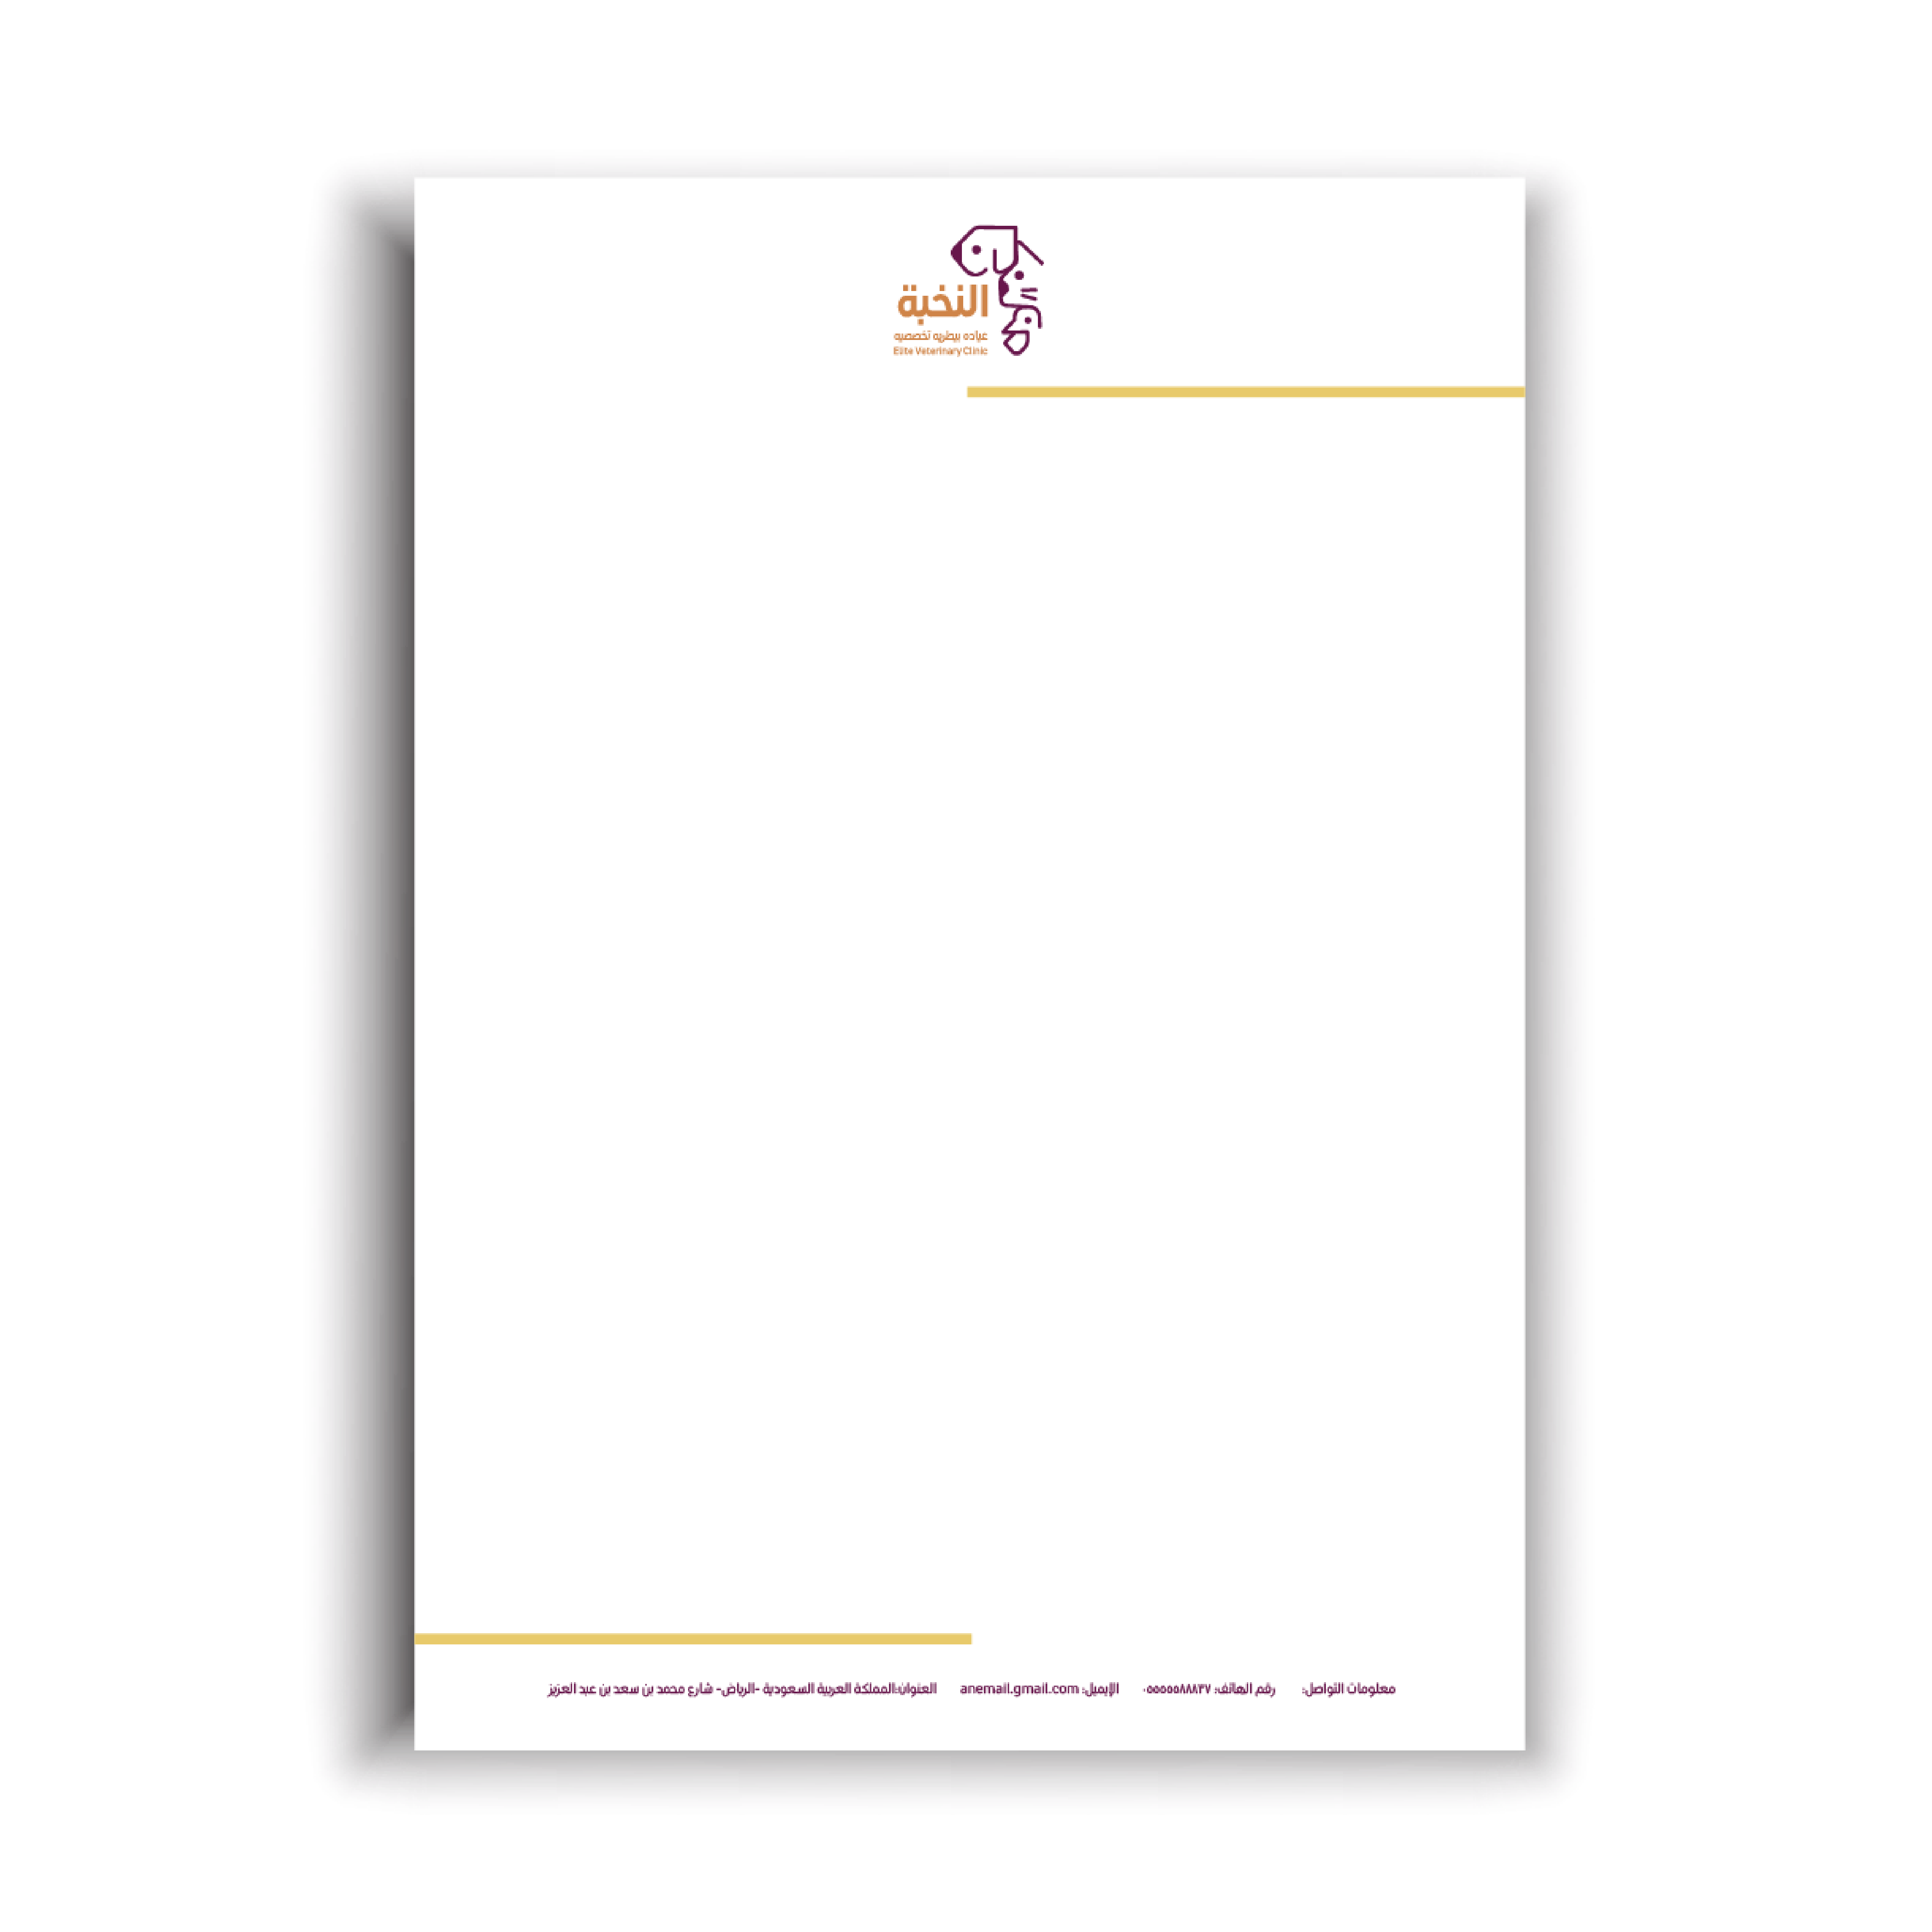 النخبة
عياده بيطريه تخصصيه
Elite Veterinary Clinic
معلومات التواصل: رقم الهاتف: ٠٥٥٥٥٥٨٨٨٣٧ الإيميل: anemail.gmail.com العنوان:المملكة العربية السعودية -الرياض- شارع محمد بن سعد بن عبد العزيز